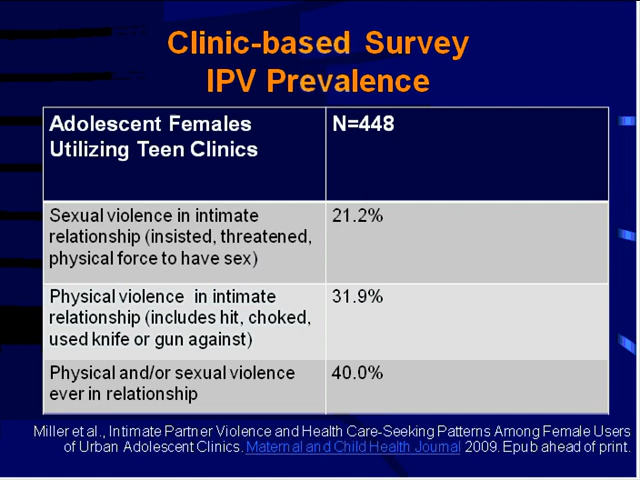 Clinic-based Survey
IPV Prevalence
Adolescent Females
Utilizing Teen Clinics
N=448
Sexual violence in intimate
relationship (insisted, threatened,
physical force to have sex)
21.2%
Physical violence in intimate
relationship (includes hit, choked,
used knife or gun against)
31.9%
Physical and/or sexual violence
ever in relationship
40.0%
Miller et al., Intimate Partner Violence and Health Care-Seeking Patterns Among Female Users
of Urban Adolescent Clinics. Maternal and Child Health Journal 2009. Epub ahead of print.